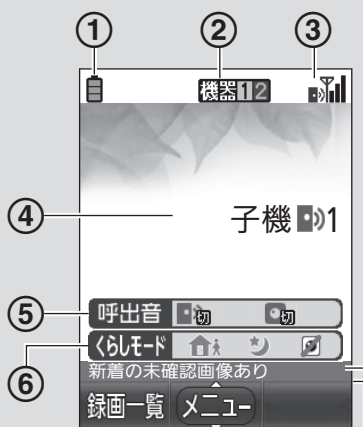 ① ② ③
機器 1 2
④ 子機 1
⑤ 呼出音 切 切
⑥ くらしモード
新着の未確認画像あり
録画一覧 メニュー